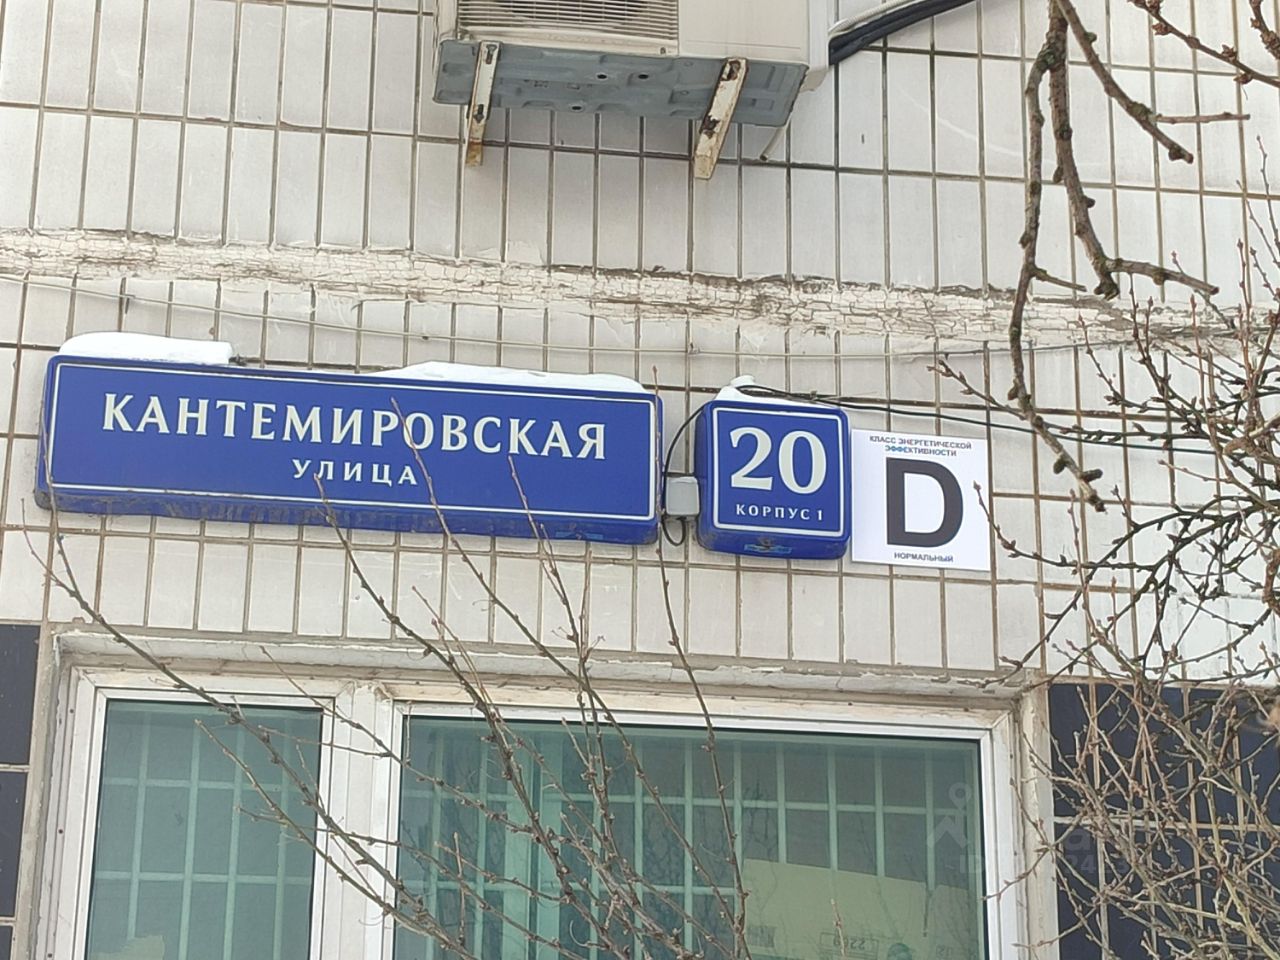 КАНТЕМИРОВСКАЯ
УЛИЦА
20
КОРПУС 1
КЛАСС ЭНЕРГЕТИЧЕСКОЙ
ЭФФЕКТИВНОСТИ
D
НОРМАЛЬНЫЙ